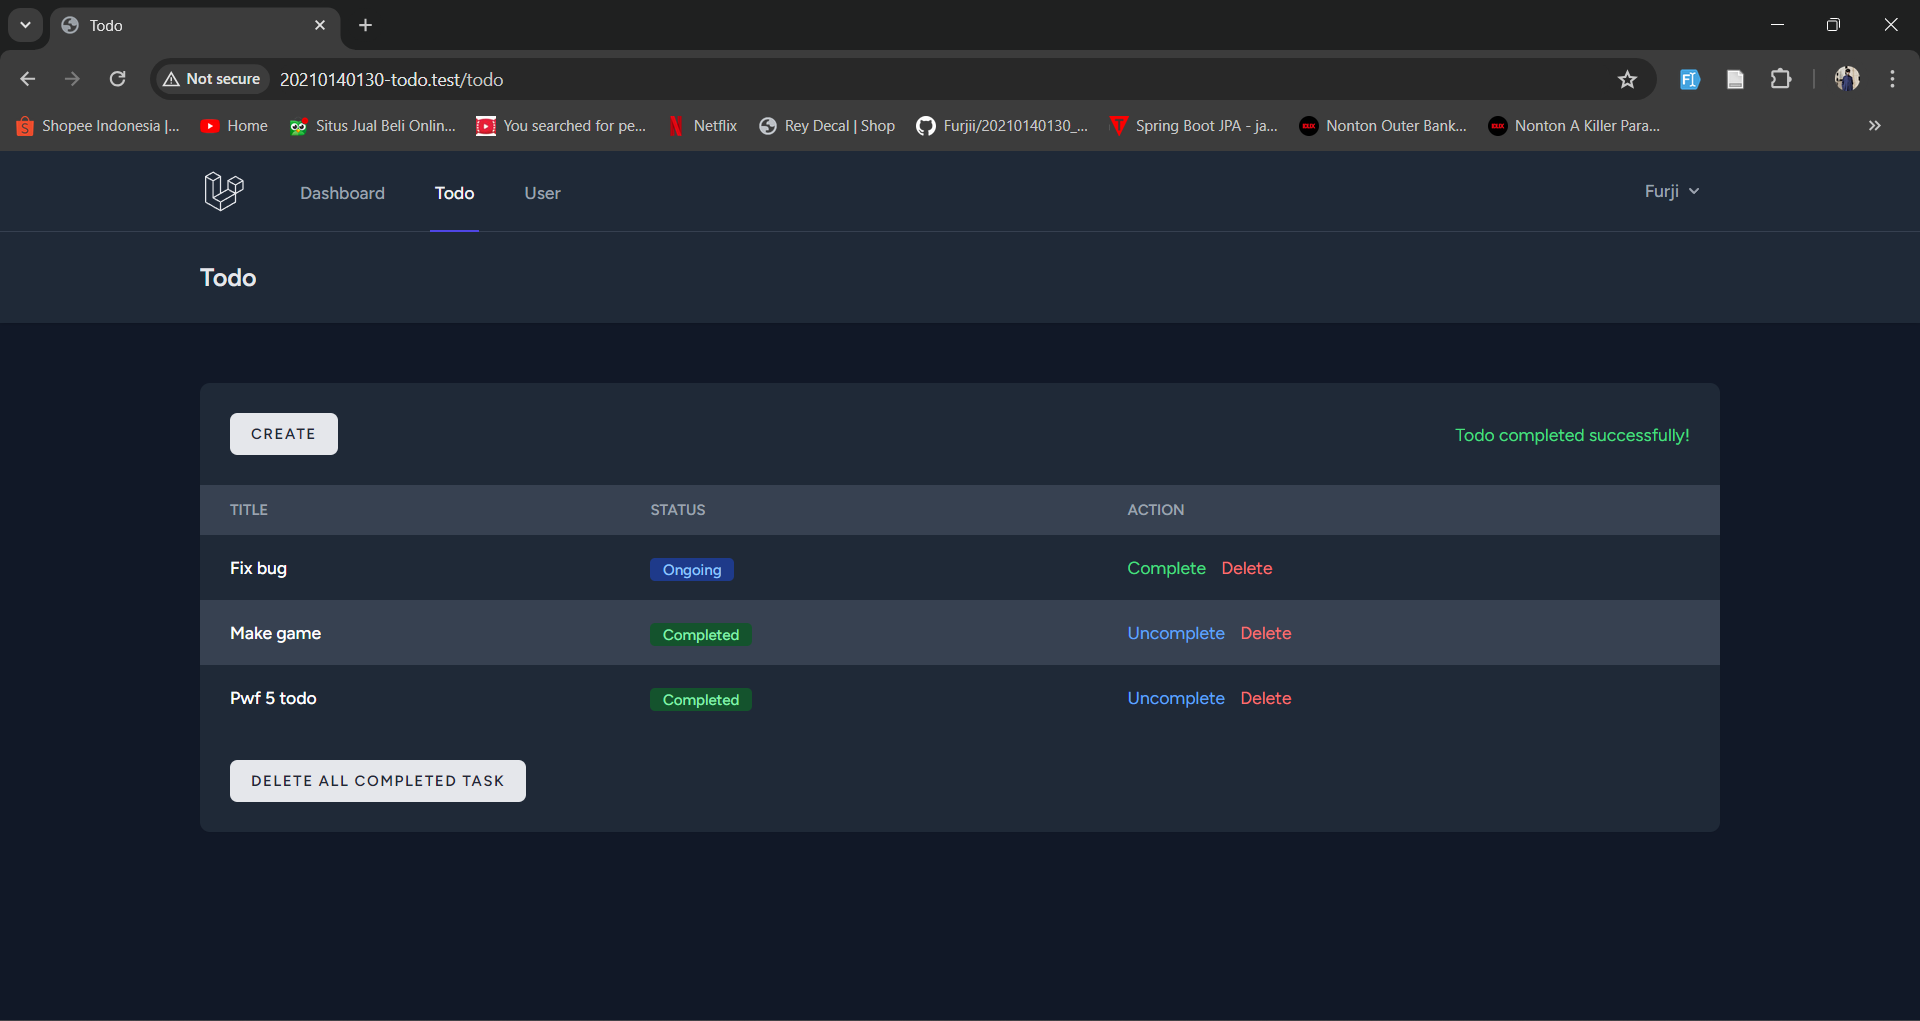 Todo
Not secure 20210140130-todo.test/todo
Shopee Indonesia |... Home Situs Jual Beli Onlin... You searched for pe... Netflix Rey Decal | Shop Furjii/20210140130_... Spring Boot JPA - ja... Nonton Outer Bank... Nonton A Killer Para...
Dashboard Todo User Furji
Todo
CREATE Todo completed successfully!
TITLE STATUS ACTION
Fix bug Ongoing Complete Delete
Make game Completed Uncomplete Delete
Pwf 5 todo Completed Uncomplete Delete
DELETE ALL COMPLETED TASK